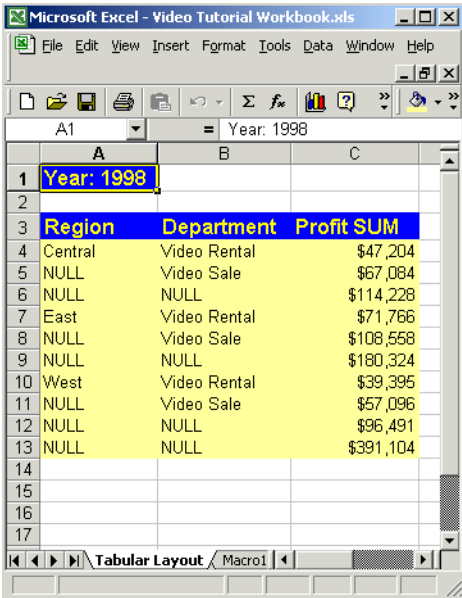 Microsoft Excel - Video Tutorial Workbook.xls
File Edit View Insert Format Tools Data Window Help
Σ fx ? » »
A1 = Year: 1998
A B C
1 Year: 1998
2
3 Region Department Profit SUM
4 Central Video Rental $47,204
5 NULL Video Sale $67,084
6 NULL NULL $114,228
7 East Video Rental $71,766
8 NULL Video Sale $108,558
9 NULL NULL $180,324
10 West Video Rental $39,395
11 NULL Video Sale $57,096
12 NULL NULL $96,491
13 NULL NULL $391,104
14
15
16
17
Tabular Layout Macro1